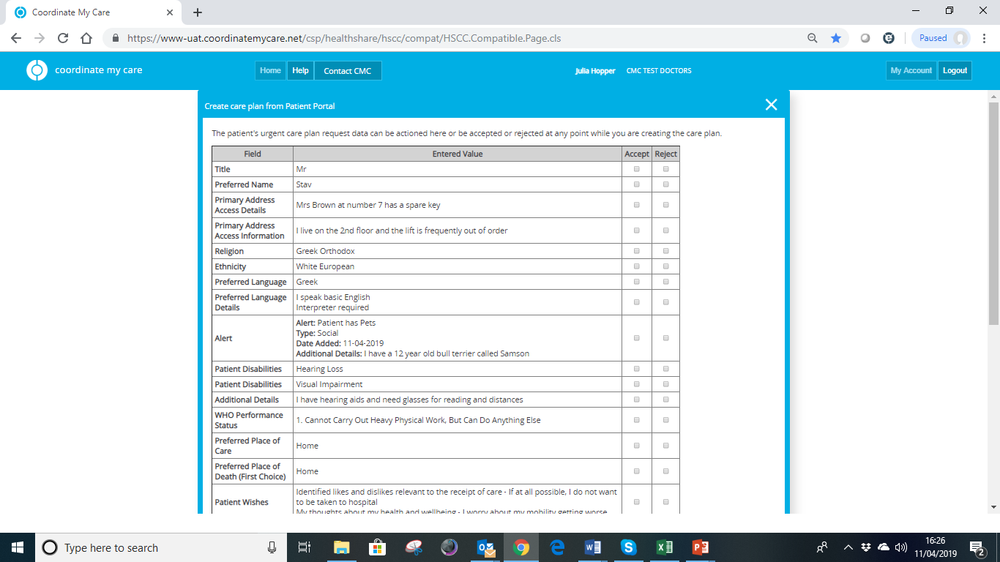 Coordinate My Care
https://www-uat.coordinatemycare.net/csp/healthshare/hscc/compat/HSCC.Compatible.Page.cls
Paused
coordinate my care
Home
Help
Contact CMC
Julia Hopper
CMC TEST DOCTORS
My Account
Logout
Create care plan from Patient Portal
The patient's urgent care plan request data can be actioned here or be accepted or rejected at any point while you are creating the care plan.
Field Entered Value Accept Reject
Title Mr
Preferred Name Stav
Primary Address
Access Details
Mrs Brown at number 7 has a spare key
Primary Address
Access Information
I live on the 2nd floor and the lift is frequently out of order
Religion Greek Orthodox
Ethnicity White European
Preferred Language Greek
Preferred Language
Details
I speak basic English
Interpreter required
Alert
Alert: Patient has Pets
Type: Social
Date Added: 11-04-2019
Additional Details: I have a 12 year old bull terrier called Samson
Patient Disabilities Hearing Loss
Patient Disabilities Visual Impairment
Additional Details I have hearing aids and need glasses for reading and distances
WHO Performance
Status
1. Cannot Carry Out Heavy Physical Work, But Can Do Anything Else
Preferred Place of
Care
Home
Preferred Place of
Death (First Choice)
Home
Patient Wishes
Identified likes and dislikes relevant to the receipt of care - If at all possible, I do not want
to be taken to hospital
My thoughts about my health and wellbeing - I worry about my mobility getting worse
Type here to search
16:26
11/04/2019
2